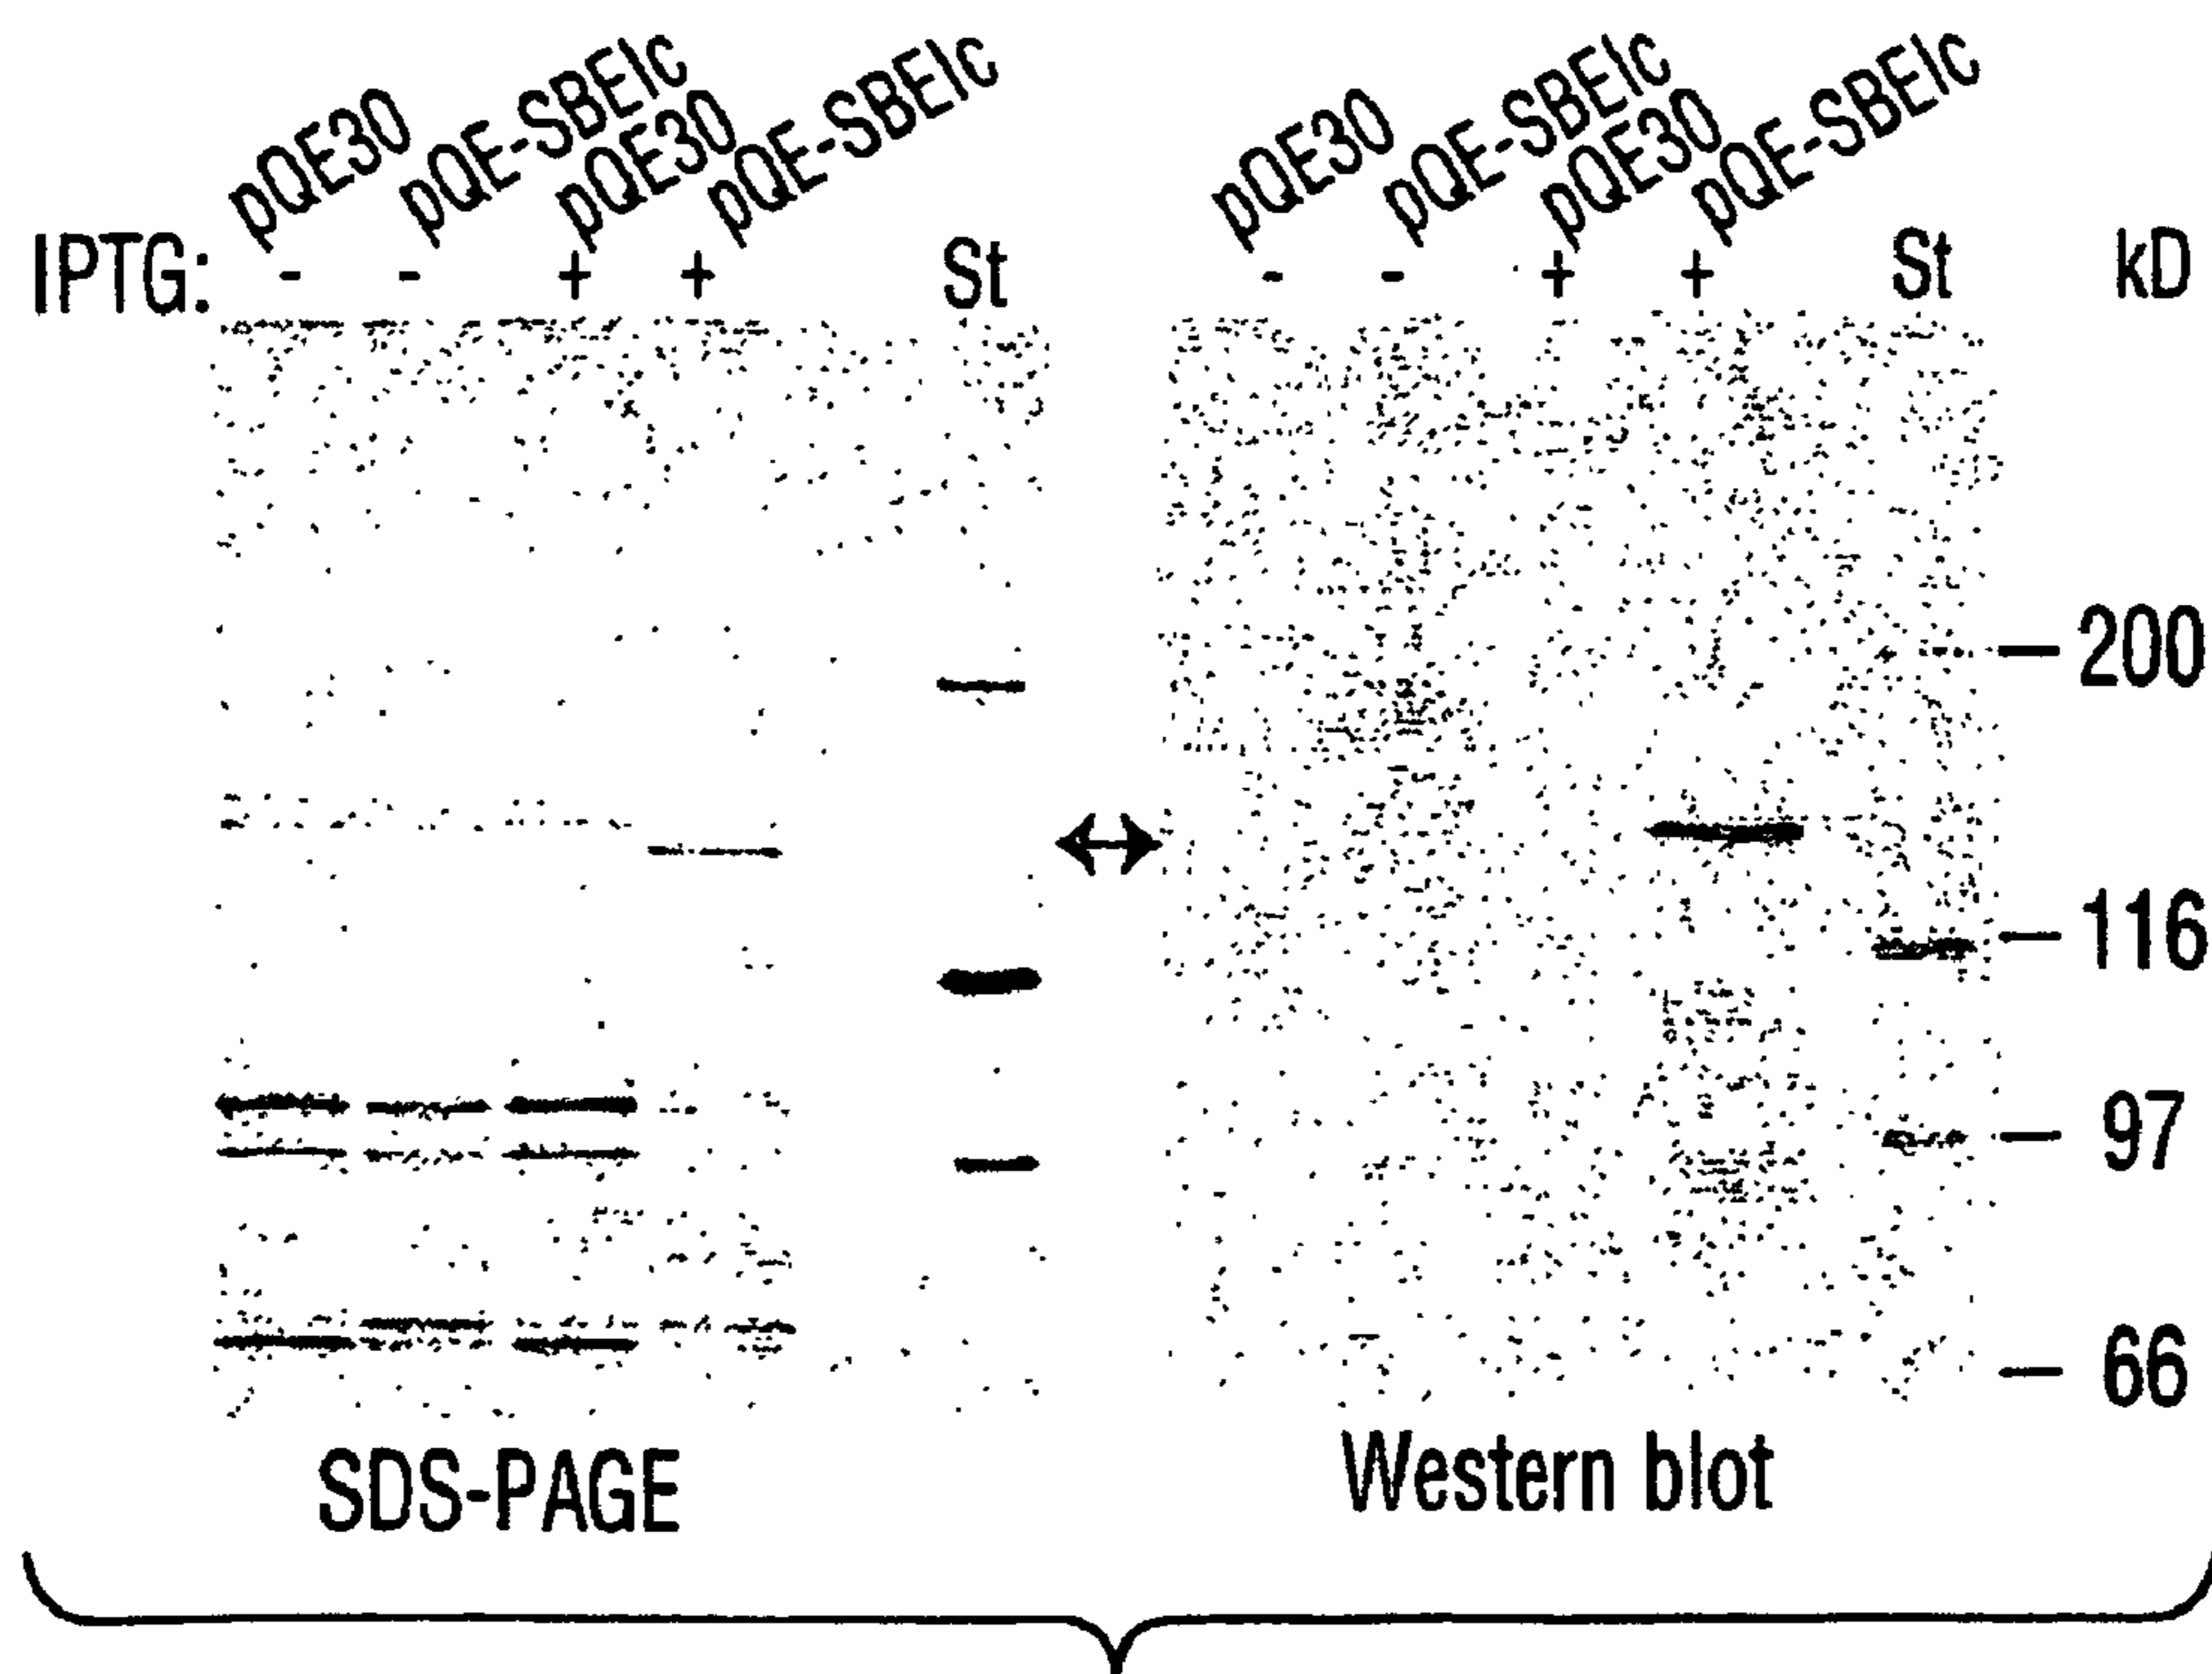 pQE30 pQE-SBEIc pQE30 pQE-SBEIc pQE30 pQE-SBEIc pQE30 pQE-SBEIc
IPTG: - - + + St - - + + St kD
200
116
97
66
SDS-PAGE Western blot